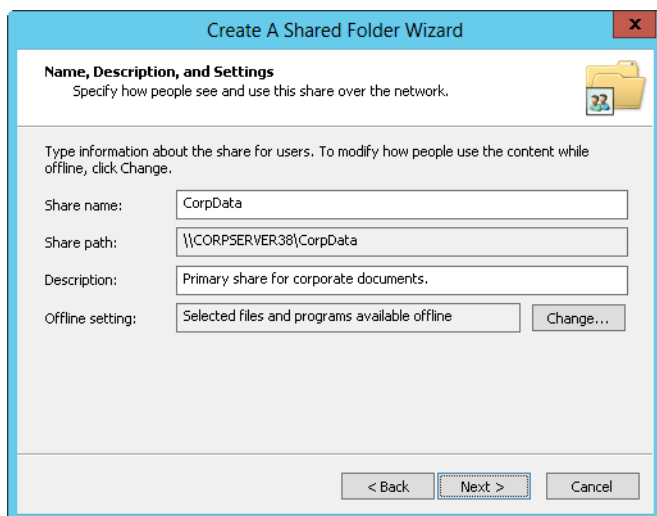 Create A Shared Folder Wizard
x
Name, Description, and Settings
Specify how people see and use this share over the network.
Type information about the share for users. To modify how people use the content while
offline, click Change.
Share name: CorpData
Share path: \\CORPSERVER38\CorpData
Description: Primary share for corporate documents.
Offline setting: Selected files and programs available offline Change...
< Back Next > Cancel